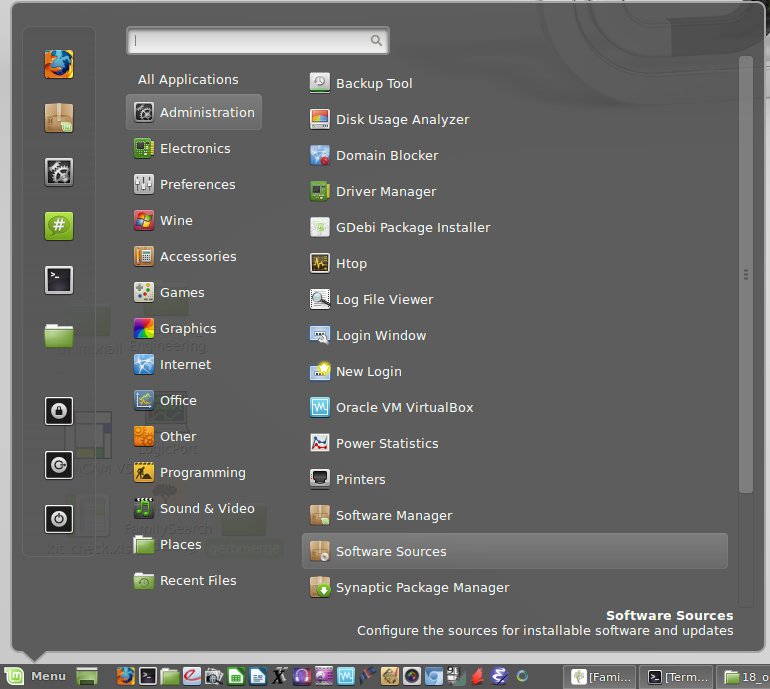 All Applications
Administration
Electronics
Preferences
Wine
Accessories
Games
Graphics
Internet
Office
Other
Programming
Sound & Video
Places
Recent Files
Backup Tool
Disk Usage Analyzer
Domain Blocker
Driver Manager
GDebi Package Installer
Htop
Log File Viewer
Login Window
New Login
Oracle VM VirtualBox
Power Statistics
Printers
Software Manager
Software Sources
Synaptic Package Manager
Software Sources
Configure the sources for installable software and updates
Engineering
LogicPort
FamilySearch
Menu
[Fami...
[Term...
18_o